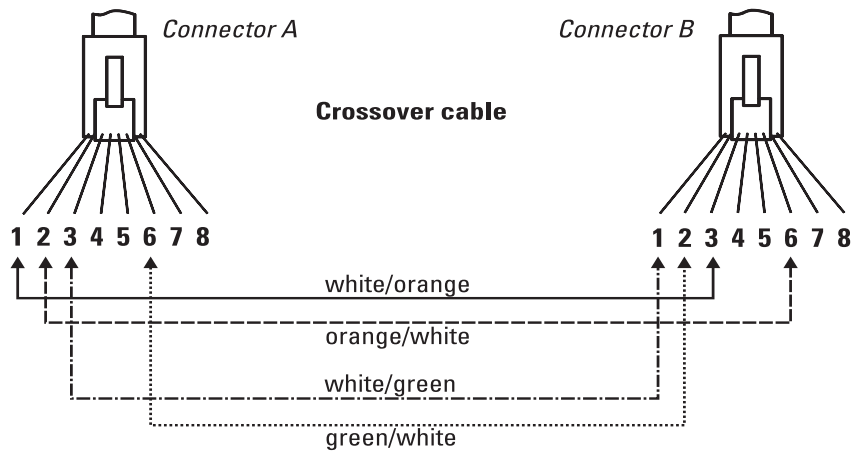 Connector A
Connector B
Crossover cable
1 2 3 4 5 6 7 8
1 2 3 4 5 6 7 8
white/orange
orange/white
white/green
green/white